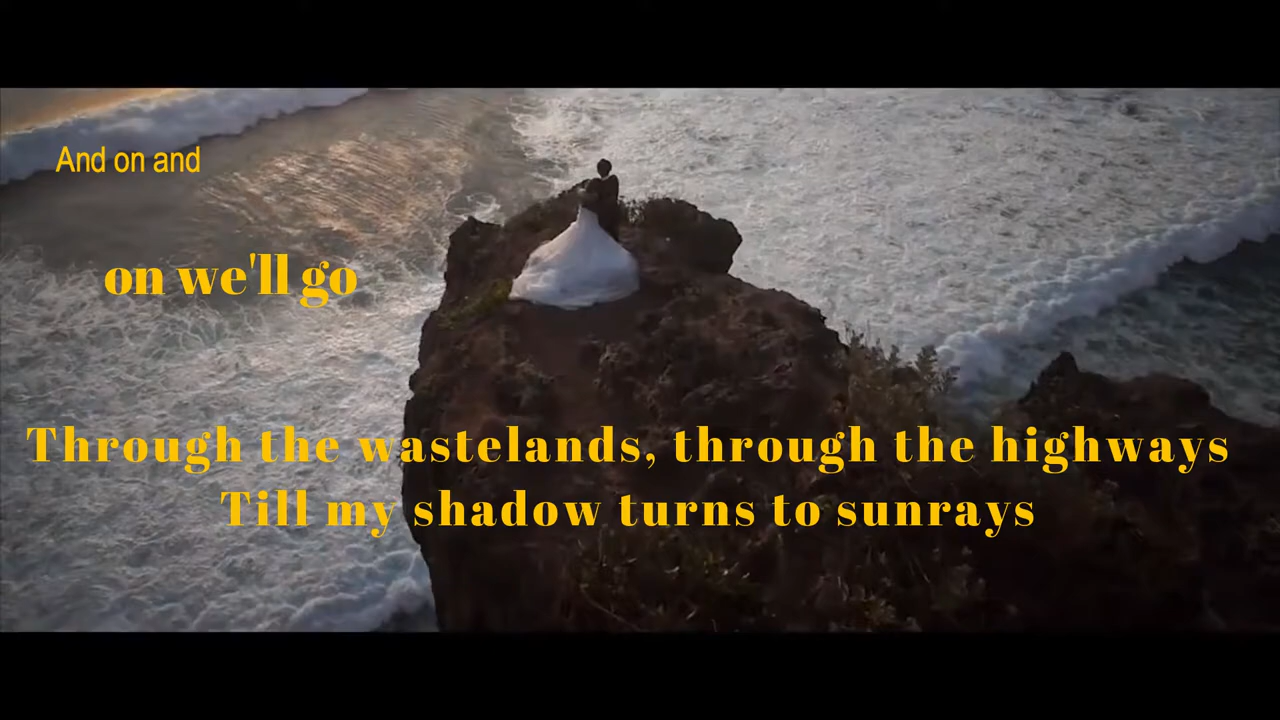 And on and
on we'll go
Through the wastelands, through the highways
Till my shadow turns to sunrays